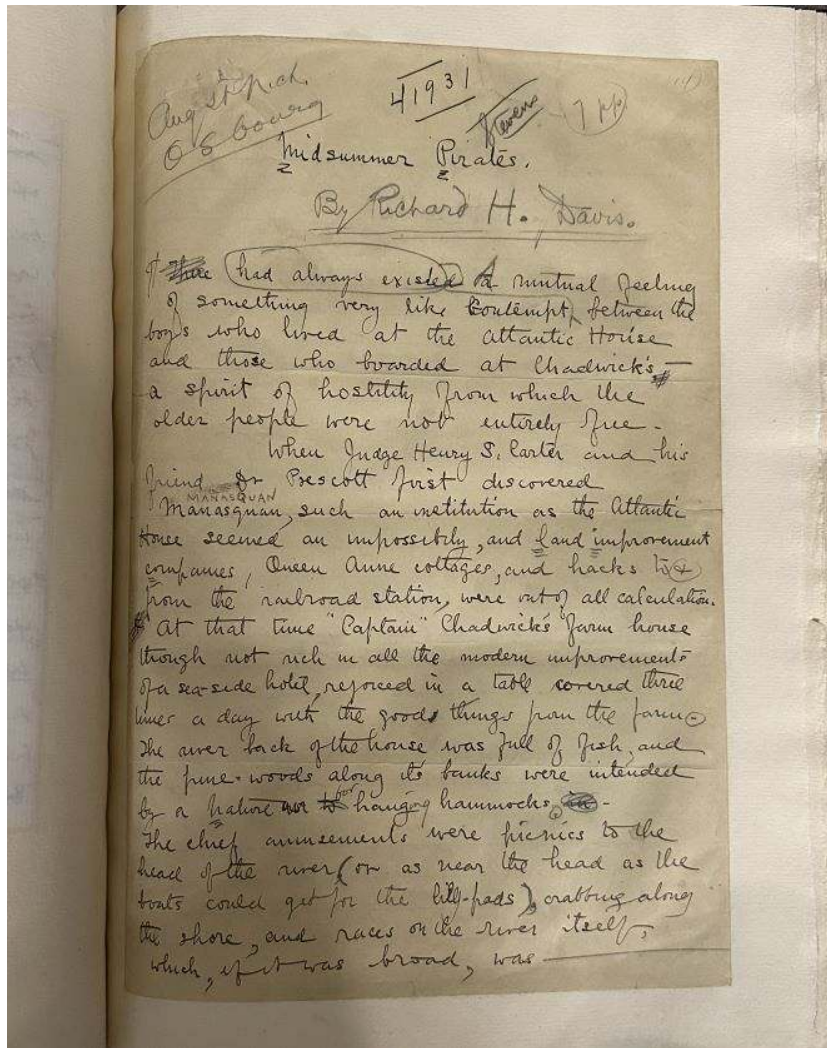 (1)
41931
August N.ich.
Stevens
7 pp
O S bourg
Midsummer Pirates.
By Richard H. Davis.
had always existed A mutual feeling
of something very like Contempt, between the
boys who lived at the Atlantic House
and those who boarded at Chadwick's —
a spirit of hostility from which the
older people were not entirely free -
When Judge Henry S. Carter and his
friend Dr Prescott first discovered
MANASQUAN
Manasquan, such an institution as the Atlantic
House seemed an impossibily, and land improvement
companies, Queen Anne cottages, and hacks to &
from the railroad station, were out of all calculation.
At that time "Captain" Chadwick's farm house
though not rich in all the modern improvements
of a sea-side hotel, rejoiced in a table covered three
times a day with the goods things from the farm -
The river back of the house was full of fish, and
the pine-woods along its banks were intended
by a Nature for hanging hammocks. -
The chief amusements were picnics to the
head of the river (or as near the head as the
boats could get for the lily-pads), crabbing along
the shore, and races on the river itself,
which, if it was broad, was —